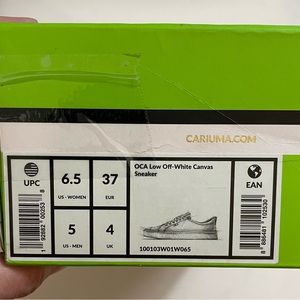 CARIUMA.COM
OCA Low Off-White Canvas
Sneaker
UPC
6.5
US - WOMEN
37
EUR
EAN
5
US - MEN
4
UK
100103W01W065